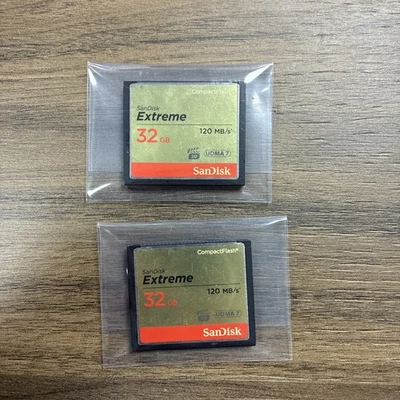 CompactFlash®
SanDisk
Extreme
32 GB
120 MB/s*
UDMA 7
SanDisk
CompactFlash®
SanDisk
Extreme
32 GB
120 MB/s*
UDMA 7
SanDisk